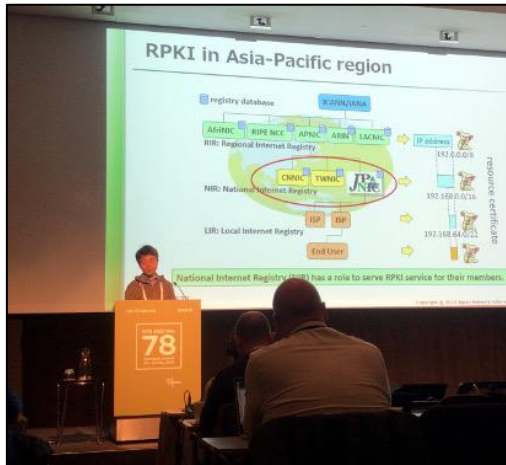 RPKI in Asia-Pacific region
registry database
ICANN/IANA
AfriNIC RIPE NCC APNIC ARIN LACNIC
RIR: Regional Internet Registry
IP address
192.0.0.0/8
CNNIC TWNIC JPNIC
NIR: National Internet Registry
192.168.0.0/16
resource certificate
ISP ISP
LIR: Local Internet Registry
192.168.64.0/22
End User
National Internet Registry (NIR) has a role to serve RPKI service for their members.
RIPE MEETING
78